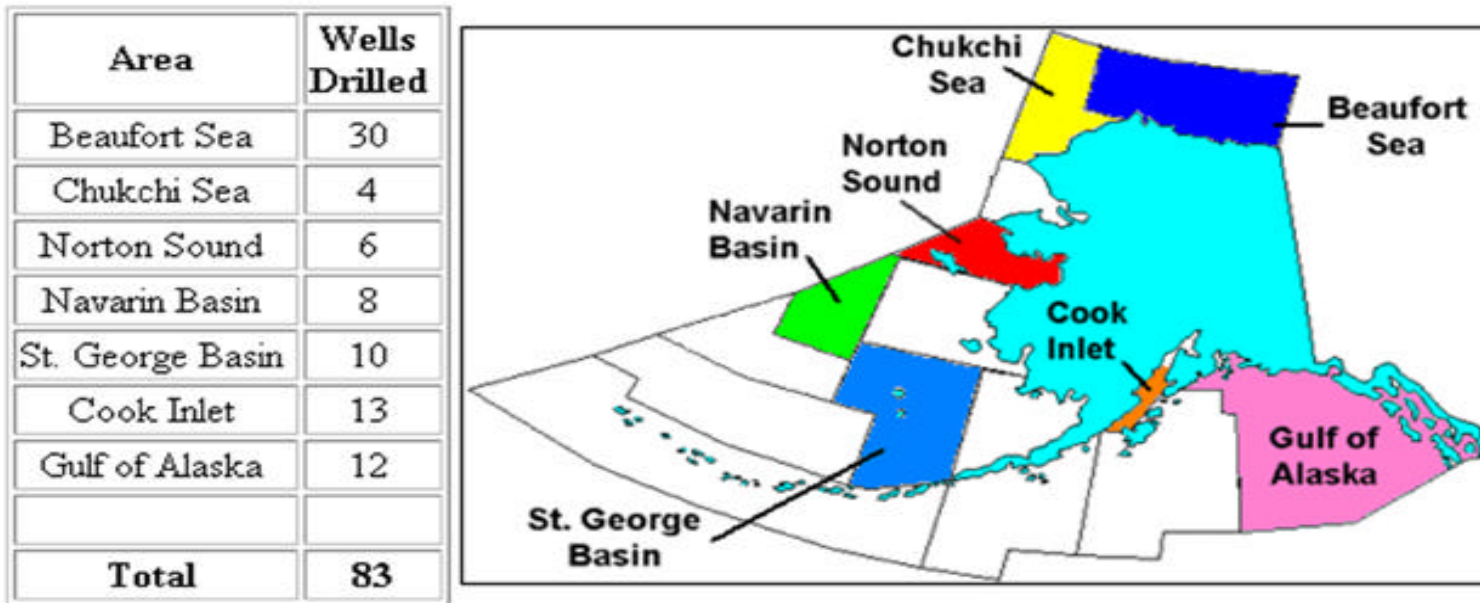 Area
Wells
Drilled
Beaufort Sea 30
Chukchi Sea 4
Norton Sound 6
Navarin Basin 8
St. George Basin 10
Cook Inlet 13
Gulf of Alaska 12
Total 83
Chukchi
Sea
Beaufort
Sea
Norton
Sound
Navarin
Basin
Cook
Inlet
Gulf of
Alaska
St. George
Basin